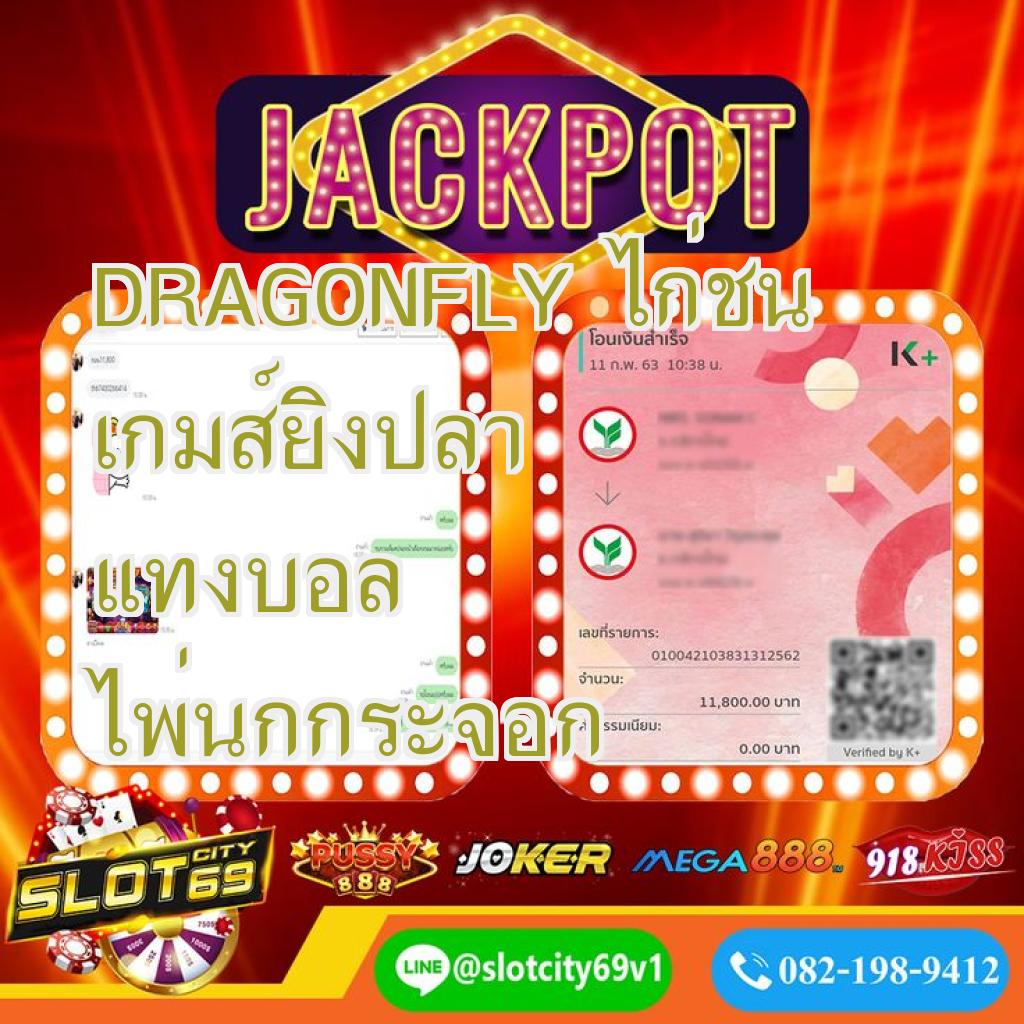 JACKPOT
DRAGONFLY ไก่ชน
เกมส์ยิงปลา
แทงบอล
ไพ่นกกระจอก
โอนเงินสำเร็จ
11 ก.พ. 63 10:38 น.
K+
เลขที่รายการ:
010042103831312562
จำนวน:
11,800.00 บาท
ธรรมเนียม:
0.00 บาท
Verified by K+
SLOT CITY 69
PUSSY 888
JOKER
MEGA888
918KISS
LINE @slotcity69v1
082-198-9412